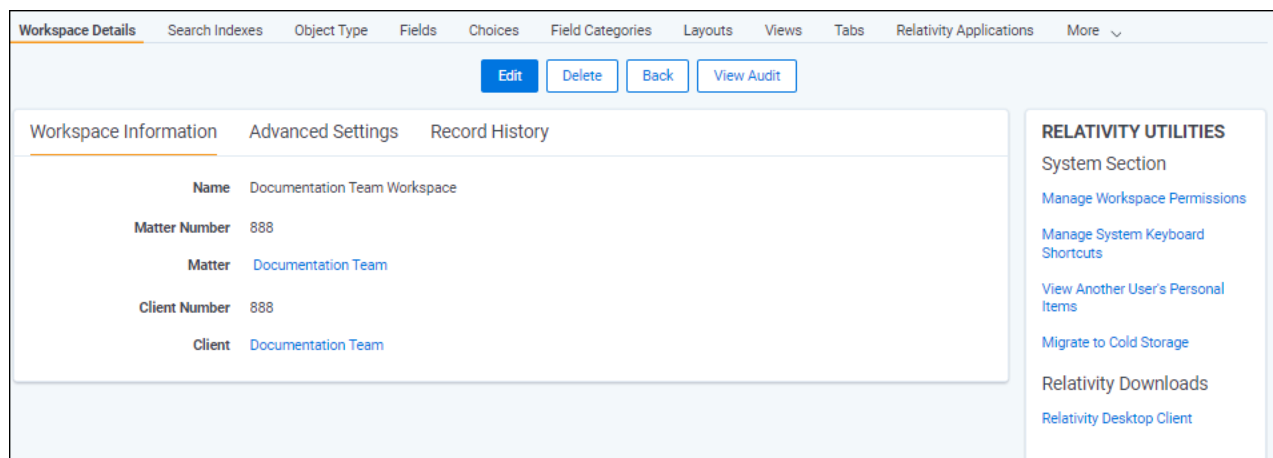 Workspace Details Search Indexes Object Type Fields Choices Field Categories Layouts Views Tabs Relativity Applications More
Edit Delete Back View Audit
Workspace Information Advanced Settings Record History
Name Documentation Team Workspace
Matter Number 888
Matter Documentation Team
Client Number 888
Client Documentation Team
RELATIVITY UTILITIES
System Section
Manage Workspace Permissions
Manage System Keyboard
Shortcuts
View Another User's Personal
Items
Migrate to Cold Storage
Relativity Downloads
Relativity Desktop Client